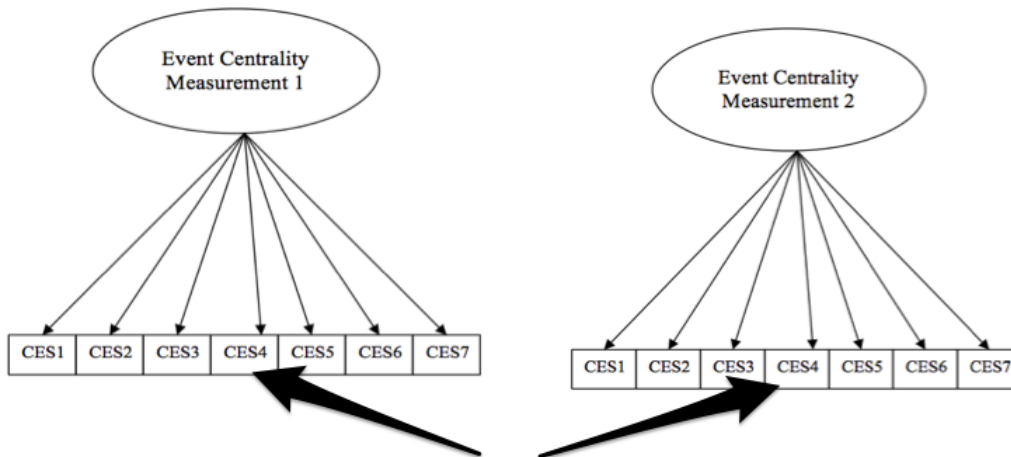 Event Centrality
Measurement 1
CES1 CES2 CES3 CES4 CES5 CES6 CES7
Event Centrality
Measurement 2
CES1 CES2 CES3 CES4 CES5 CES6 CES7